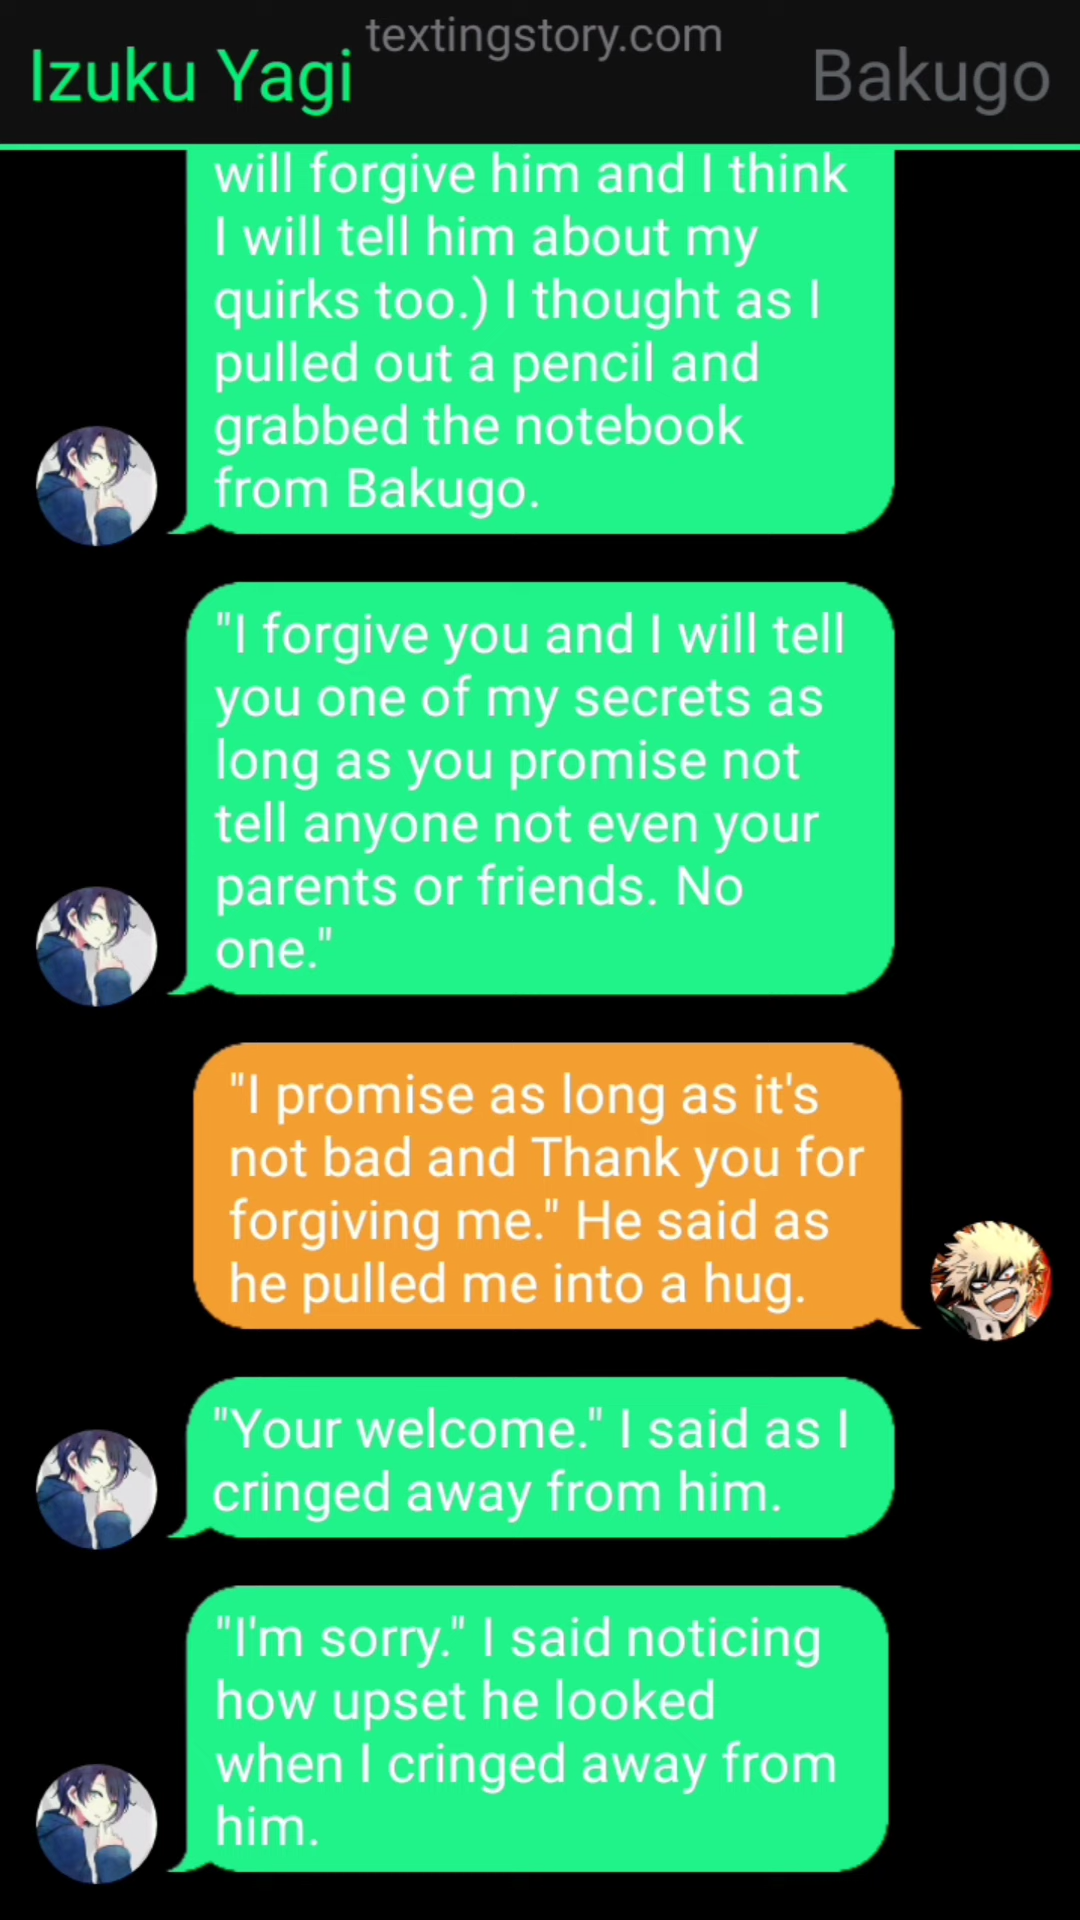 textingstory.com
Izuku Yagi
Bakugo
will forgive him and I think
I will tell him about my
quirks too.) I thought as I
pulled out a pencil and
grabbed the notebook
from Bakugo.
"I forgive you and I will tell
you one of my secrets as
long as you promise not
tell anyone not even your
parents or friends. No
one."
"I promise as long as it's
not bad and Thank you for
forgiving me." He said as
he pulled me into a hug.
"Your welcome." I said as I
cringed away from him.
"I'm sorry." I said noticing
how upset he looked
when I cringed away from
him.